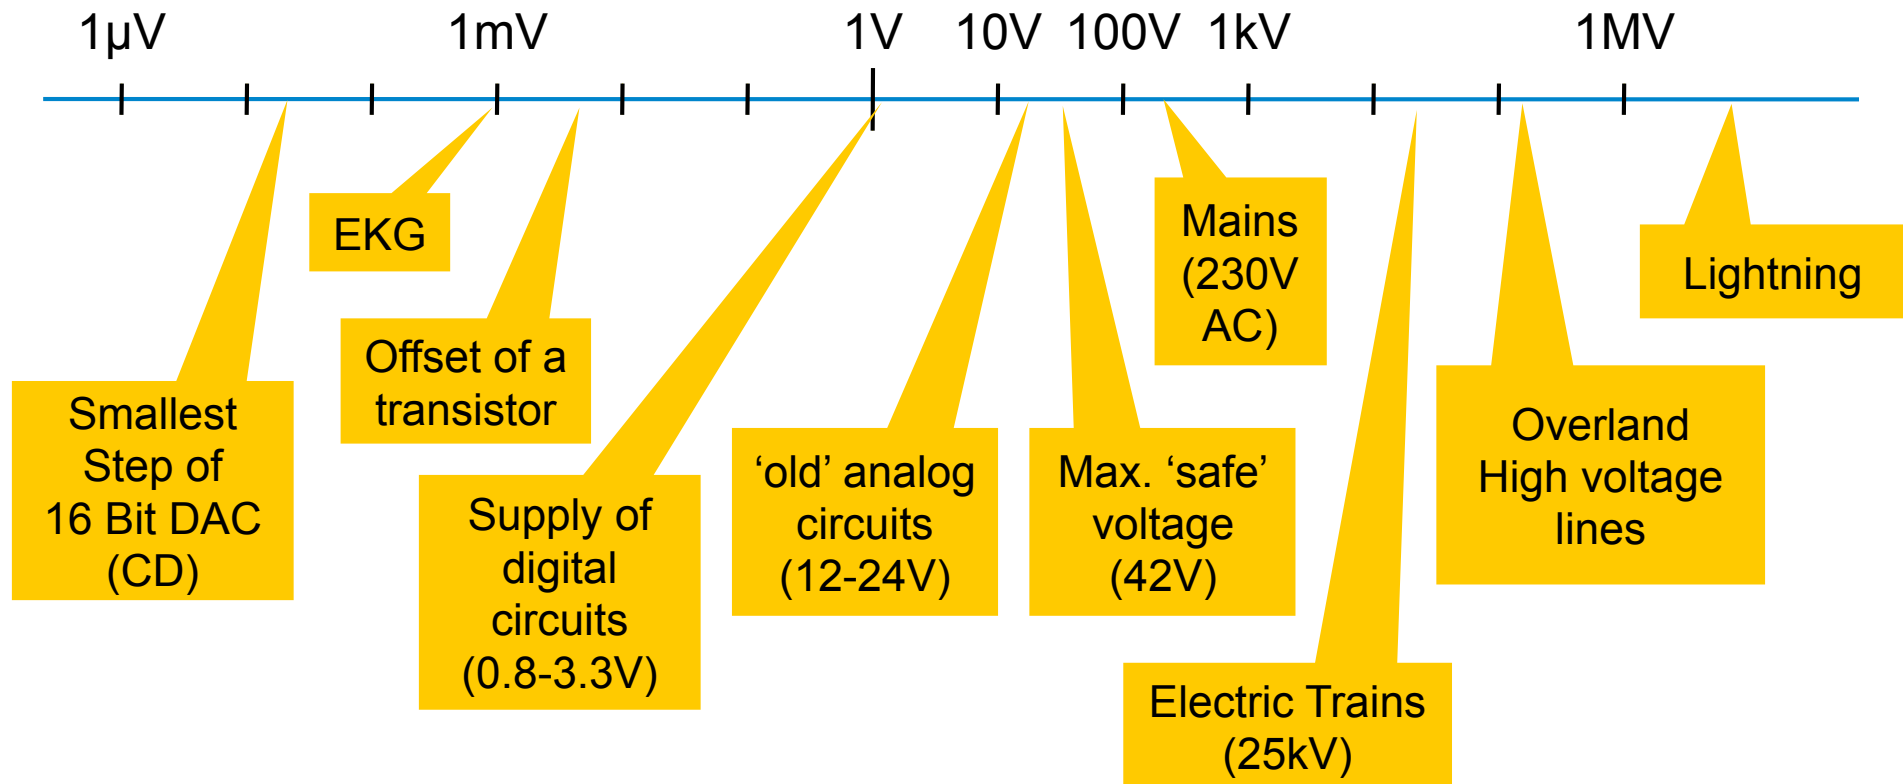 1µV 1mV 1V 10V 100V 1kV 1MV
EKG
Mains
(230V
AC)
Lightning
Offset of a
transistor
Smallest
Step of
16 Bit DAC
(CD)
Supply of
digital
circuits
(0.8-3.3V)
‘old’ analog
circuits
(12-24V)
Max. ‘safe’
voltage
(42V)
Overland
High voltage
lines
Electric Trains
(25kV)